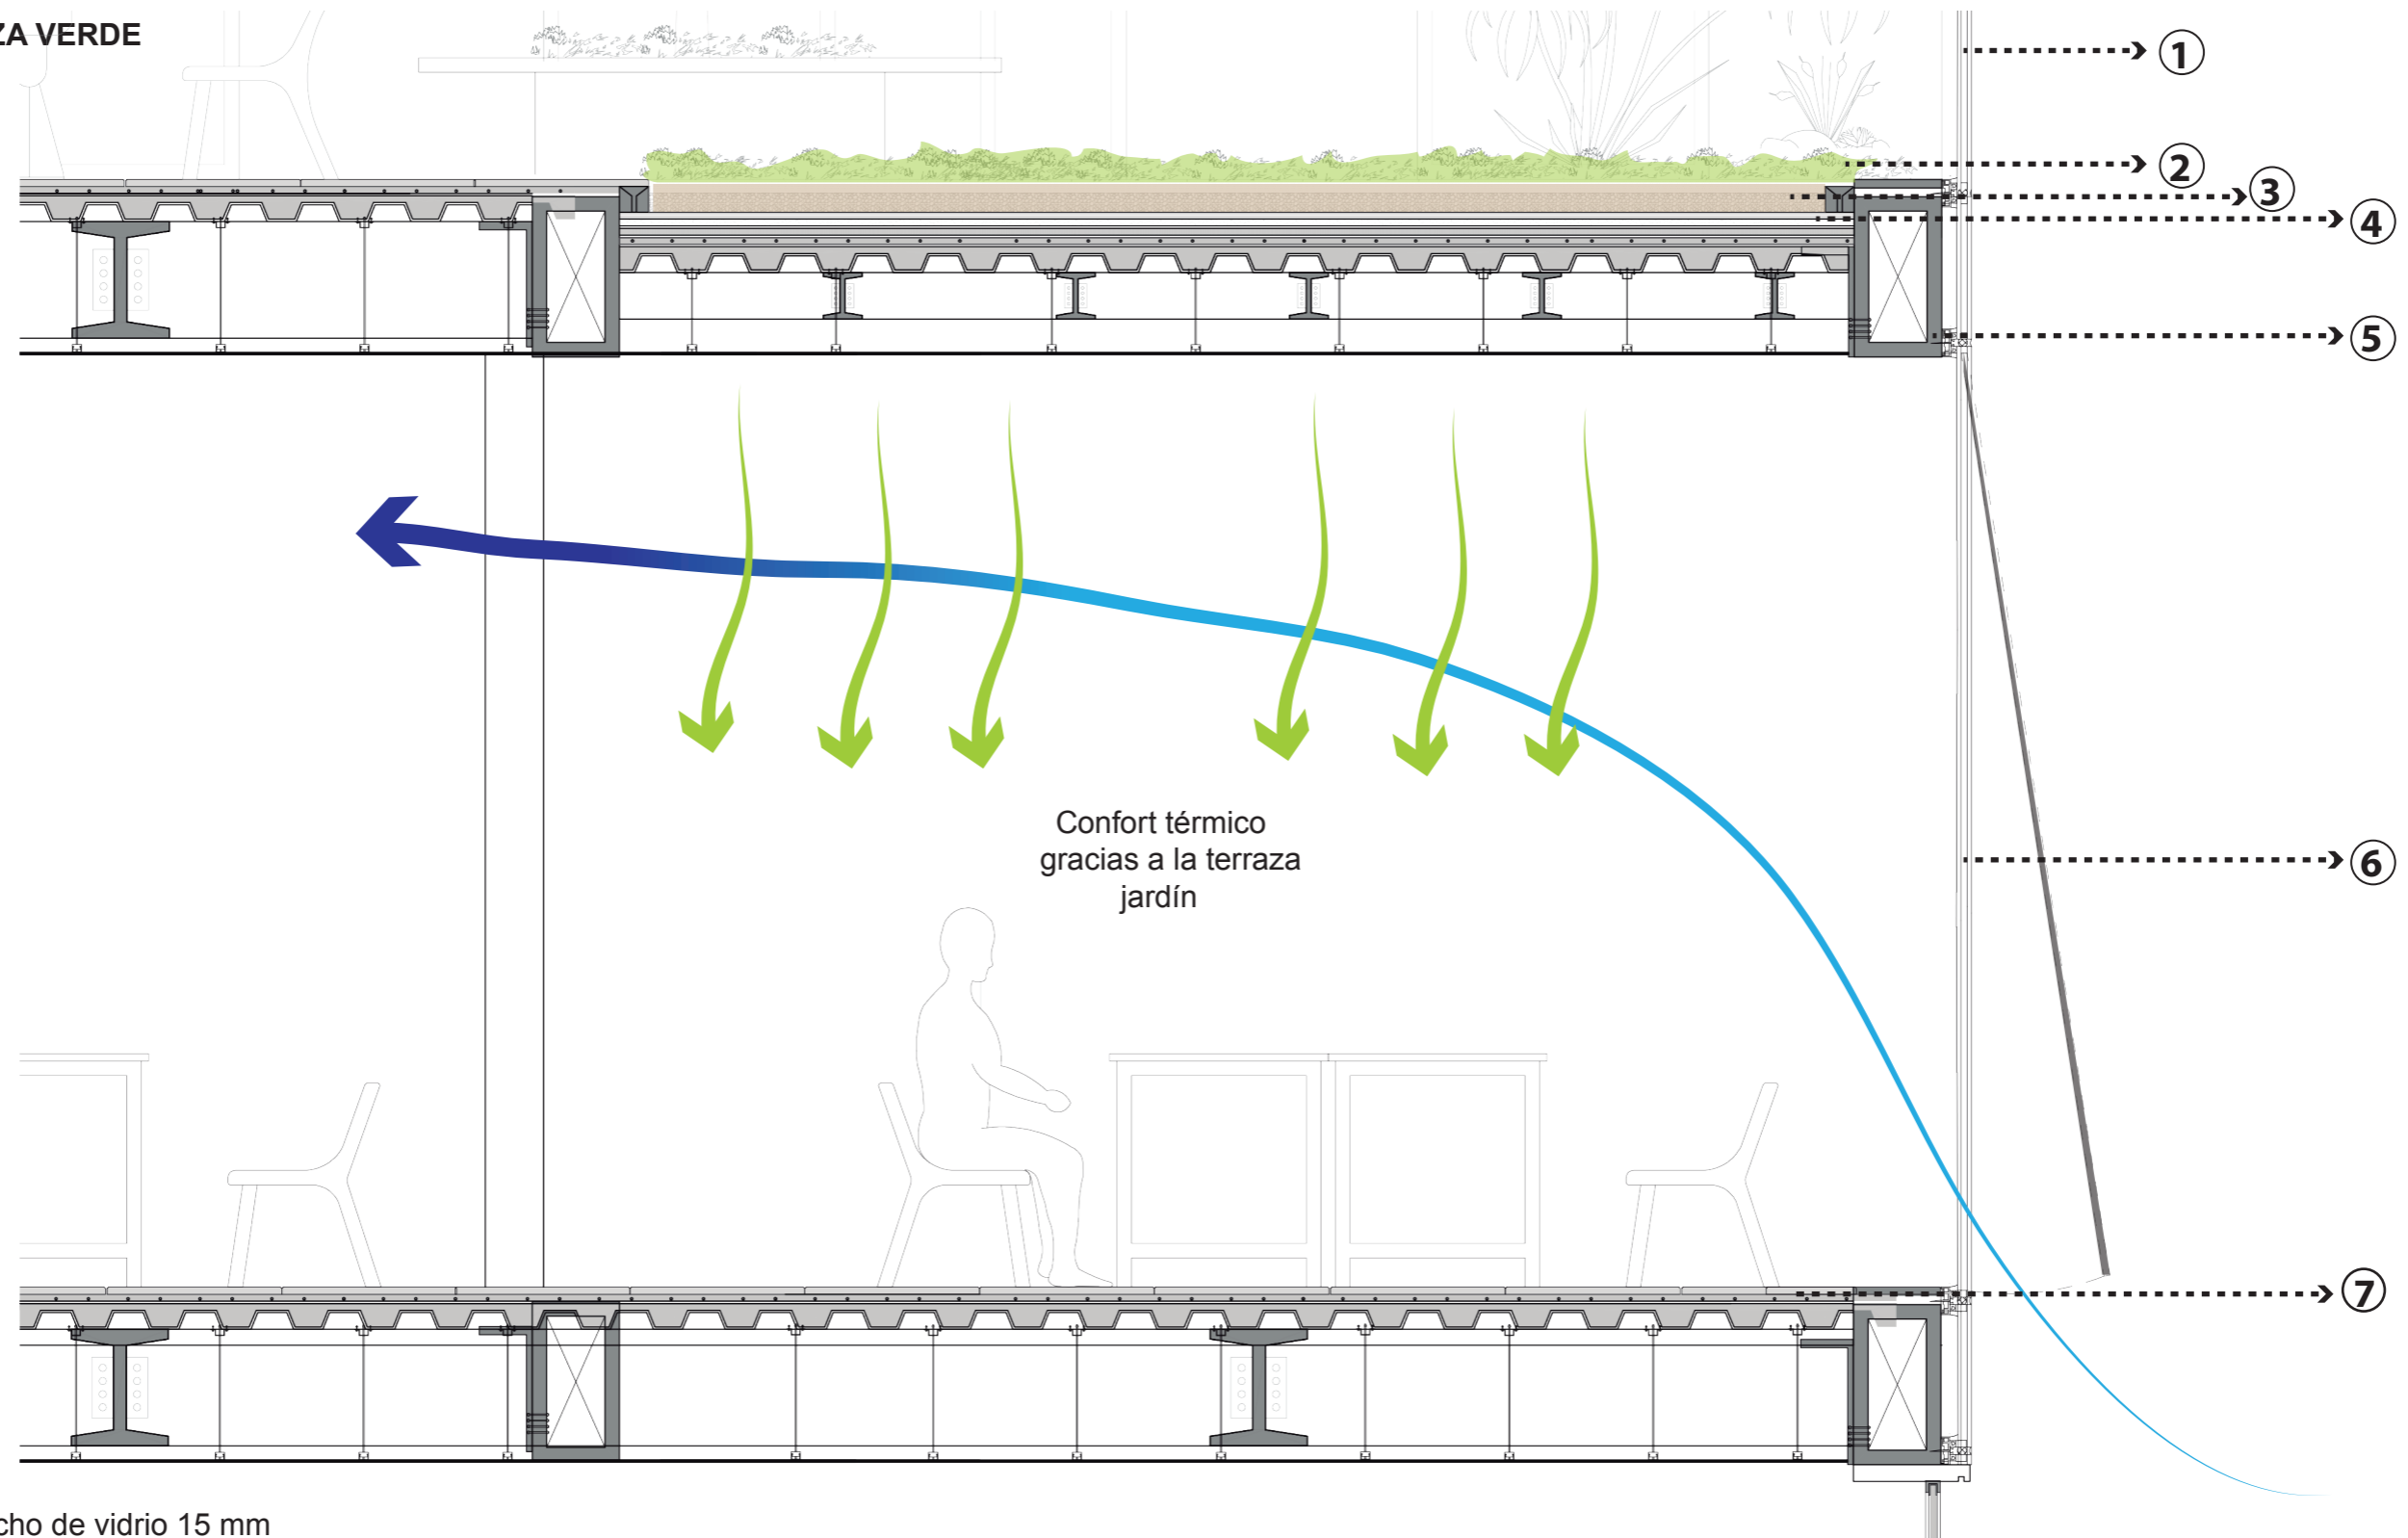 ZA VERDE
1
2
3
4
5
Confort térmico
gracias a la terraza
jardín
6
7
cho de vidrio 15 mm